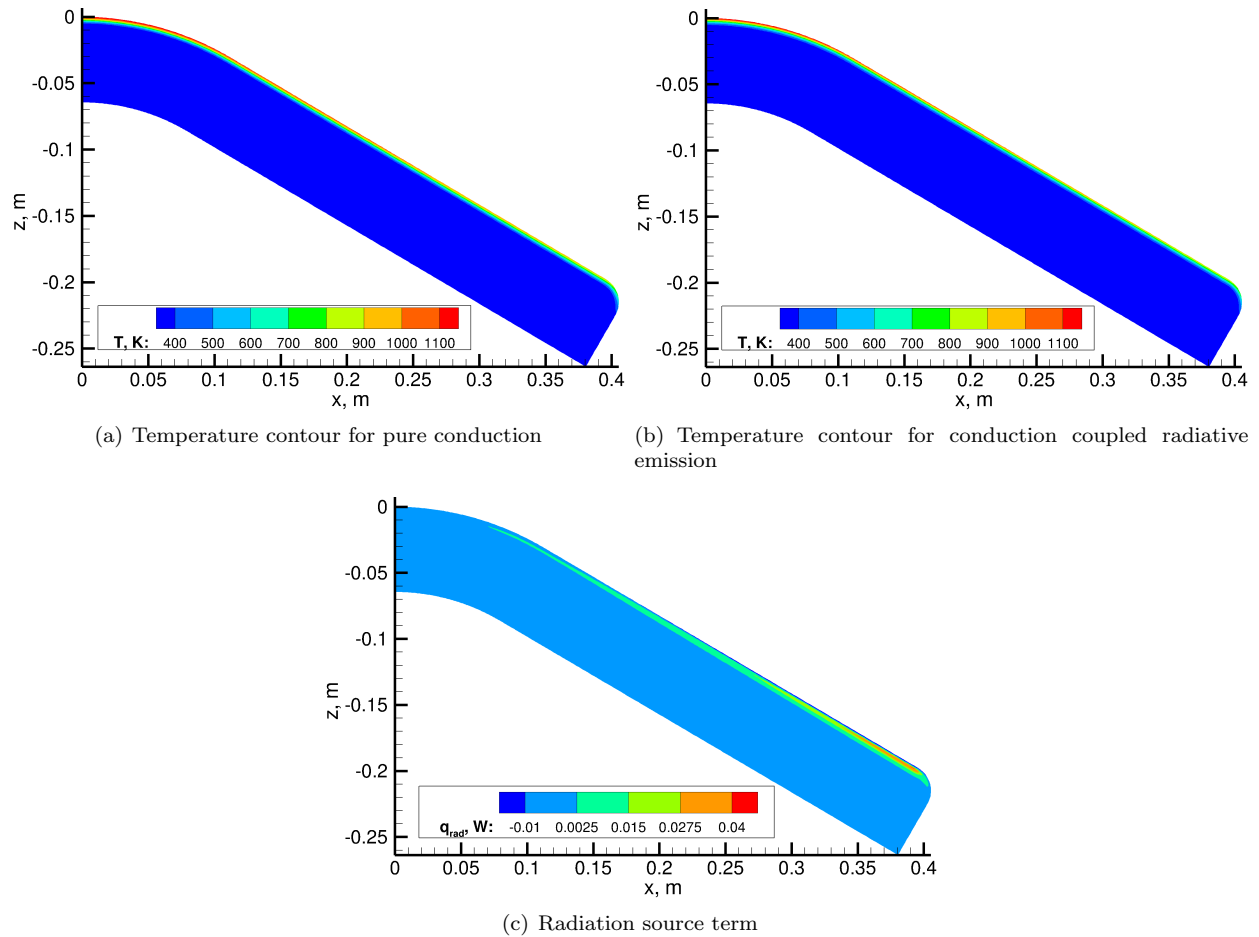 0
-0.05
-0.1
-0.15
-0.2
-0.25
z, m
T, K: 400 500 600 700 800 900 1000 1100
0 0.05 0.1 0.15 0.2 0.25 0.3 0.35 0.4
x, m
(a) Temperature contour for pure conduction
0
-0.05
-0.1
-0.15
-0.2
-0.25
z, m
T, K: 400 500 600 700 800 900 1000 1100
0 0.05 0.1 0.15 0.2 0.25 0.3 0.35 0.4
x, m
(b) Temperature contour for conduction coupled radiative
emission
0
-0.05
-0.1
-0.15
-0.2
-0.25
z, m
q_rad, W: -0.01 0.0025 0.015 0.0275 0.04
0 0.05 0.1 0.15 0.2 0.25 0.3 0.35 0.4
x, m
(c) Radiation source term